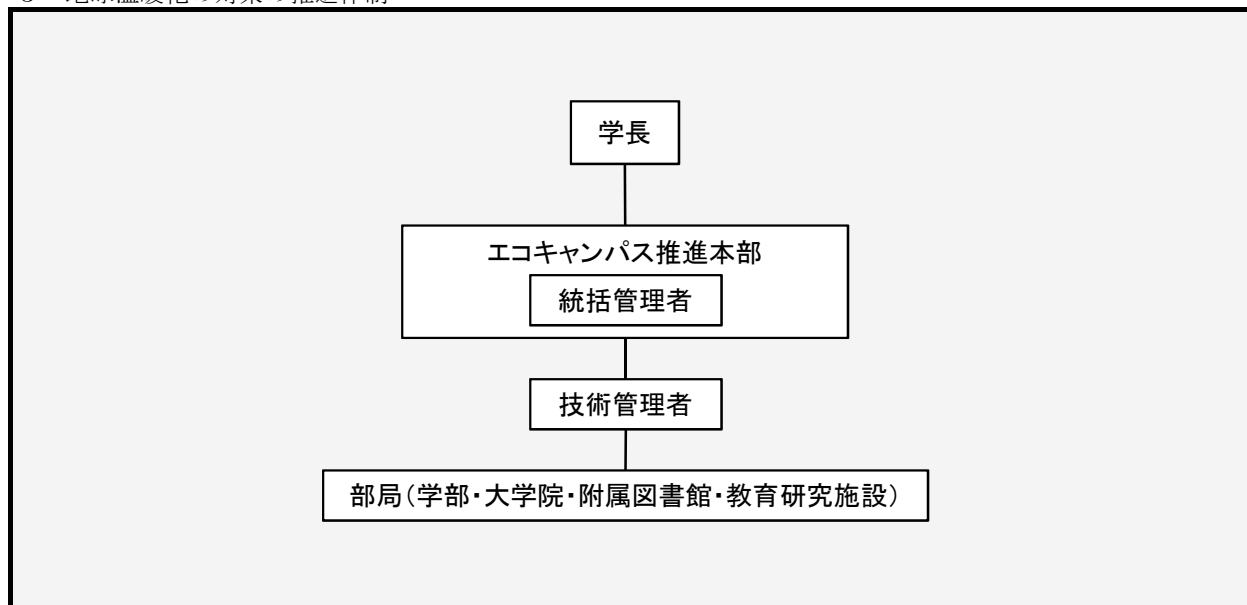 学長
エコキャンパス推進本部
統括管理者
技術管理者
部局(学部・大学院・附属図書館・教育研究施設)